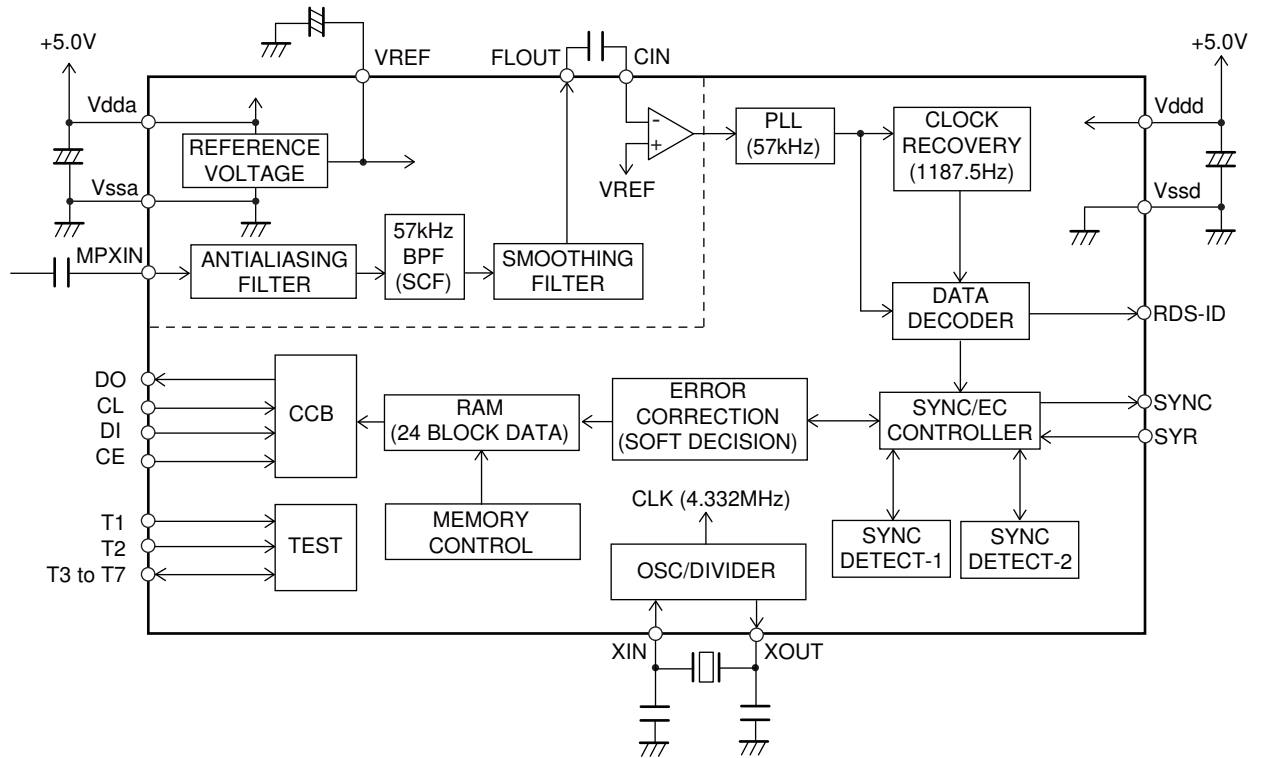 +5.0V
VREF
FLOUT
CIN
+5.0V
Vdda
Vddd
REFERENCE
VOLTAGE
-
+
VREF
PLL
(57kHz)
CLOCK
RECOVERY
(1187.5Hz)
Vssa
Vssd
MPXIN
ANTIALIASING
FILTER
57kHz
BPF
(SCF)
SMOOTHING
FILTER
DATA
DECODER
RDS-ID
DO
CL
DI
CE
CCB
RAM
(24 BLOCK DATA)
ERROR
CORRECTION
(SOFT DECISION)
SYNC/EC
CONTROLLER
SYNC
SYR
T1
T2
T3 to T7
TEST
MEMORY
CONTROL
CLK (4.332MHz)
OSC/DIVIDER
SYNC
DETECT-1
SYNC
DETECT-2
XIN
XOUT